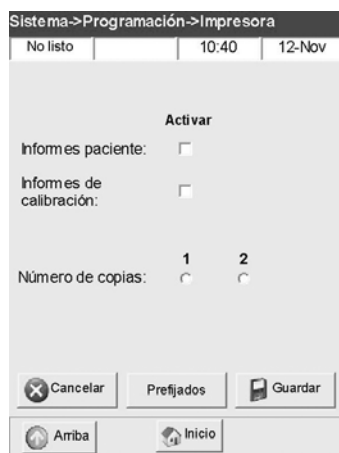 Sistema->Programación->Impresora
No listo 10:40 12-Nov
Activar
Informes paciente:
Informes de
calibración:
1 2
Número de copias:
Cancelar Prefijados Guardar
Arriba Inicio